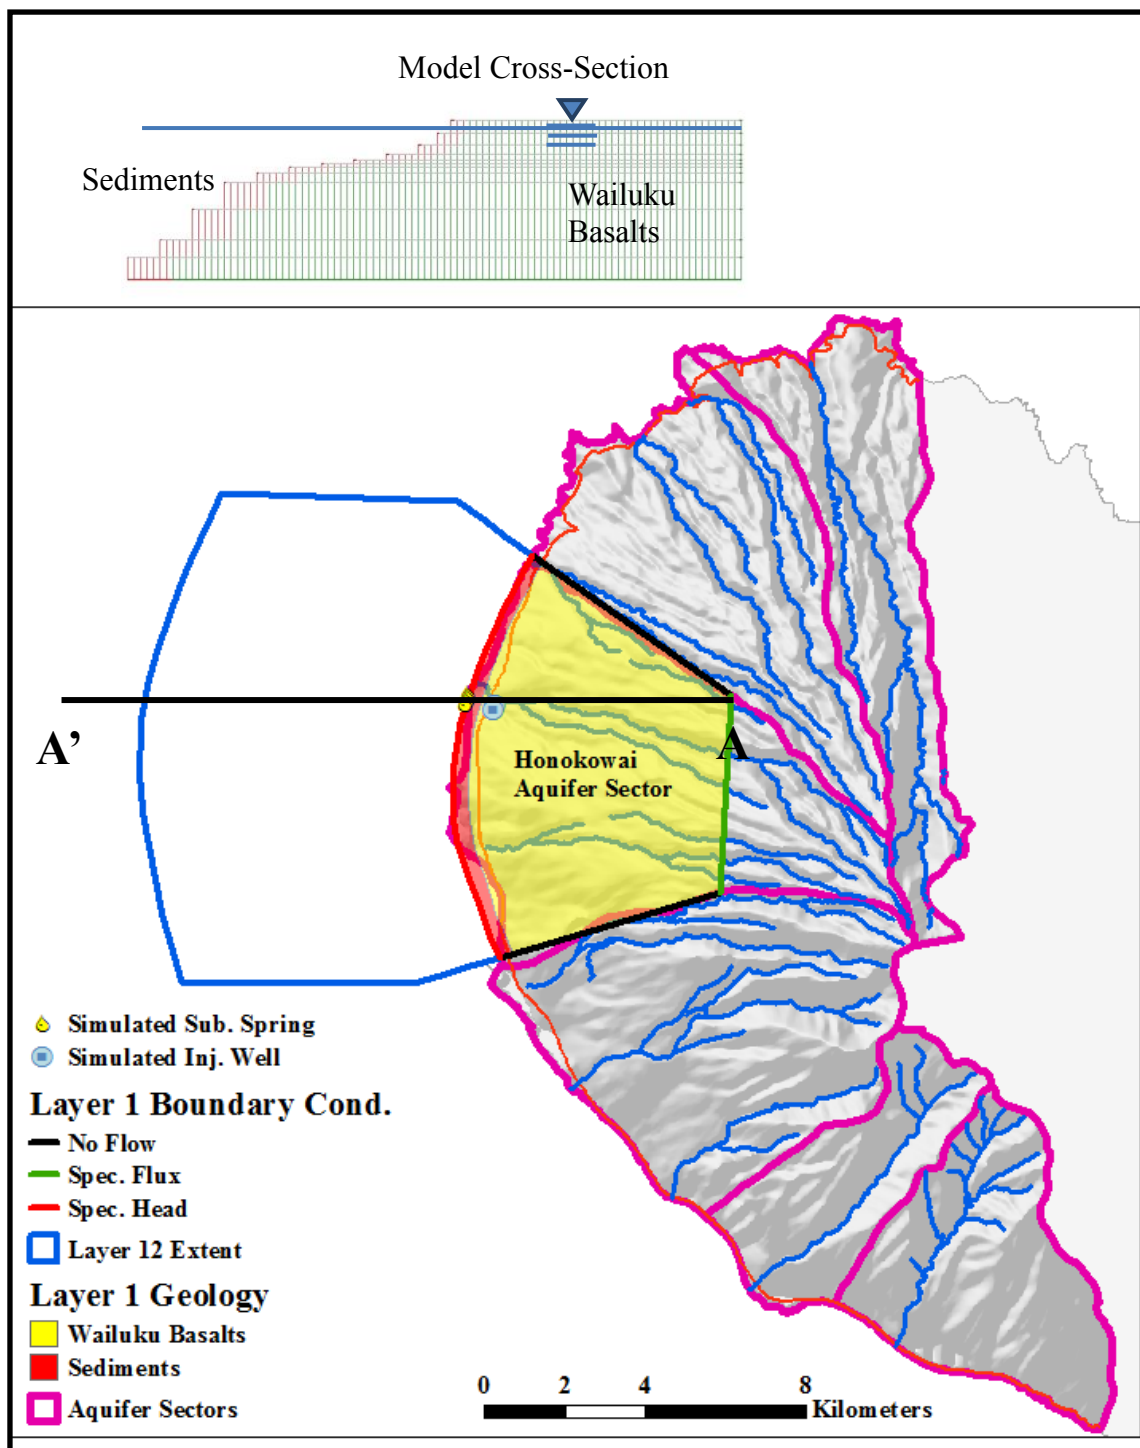 Model Cross-Section
Sediments
Wailuku
Basalts
A’
A
Honokowai
Aquifer Sector
Simulated Sub. Spring
Simulated Inj. Well
Layer 1 Boundary Cond.
No Flow
Spec. Flux
Spec. Head
Layer 12 Extent
Layer 1 Geology
Wailuku Basalts
Sediments
Aquifer Sectors
0 2 4 8
Kilometers